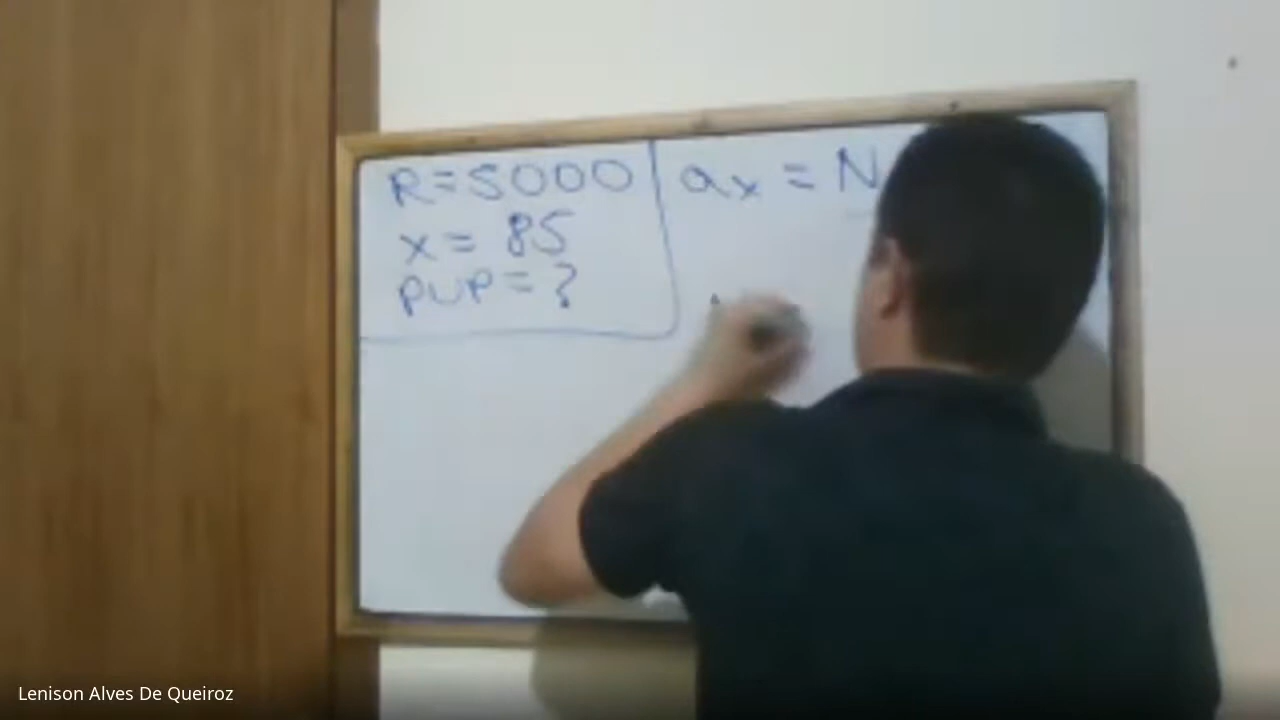 R=5000
x = 85
PUP = ?
ax = N
Lenison Alves De Queiroz